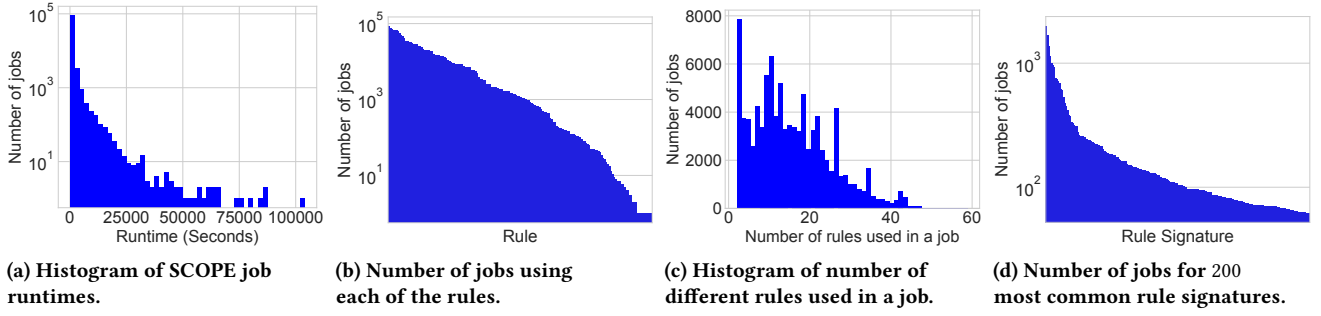 10^5
10^3
10^1
Number of jobs
0 25000 50000 75000 100000
Runtime (Seconds)
(a) Histogram of SCOPE job
runtimes.
10^5
10^3
10^1
Number of jobs
Rule
(b) Number of jobs using
each of the rules.
8000
6000
4000
2000
0
Number of jobs
0 20 40 60
Number of rules used in a job
(c) Histogram of number of
different rules used in a job.
10^3
10^2
Number of jobs
Rule Signature
(d) Number of jobs for 200
most common rule signatures.